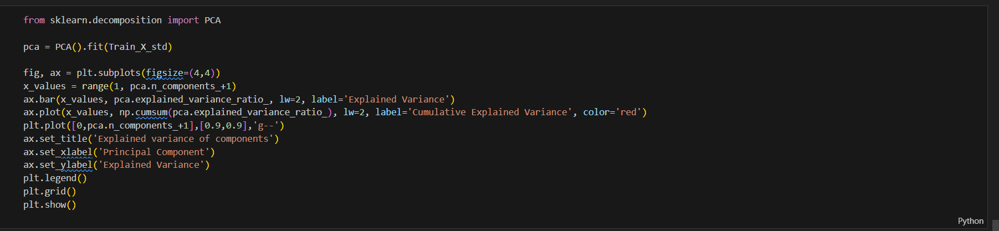 from sklearn.decomposition import PCA
pca = PCA().fit(Train_X_std)
fig, ax = plt.subplots(figsize=(4,4))
x_values = range(1, pca.n_components_+1)
ax.bar(x_values, pca.explained_variance_ratio_, lw=2, label='Explained Variance')
ax.plot(x_values, np.cumsum(pca.explained_variance_ratio_), lw=2, label='Cumulative Explained Variance', color='red')
plt.plot([0,pca.n_components_+1],[0.9,0.9],'g--')
ax.set_title('Explained variance of components')
ax.set_xlabel('Principal Component')
ax.set_ylabel('Explained Variance')
plt.legend()
plt.grid()
plt.show()
Python